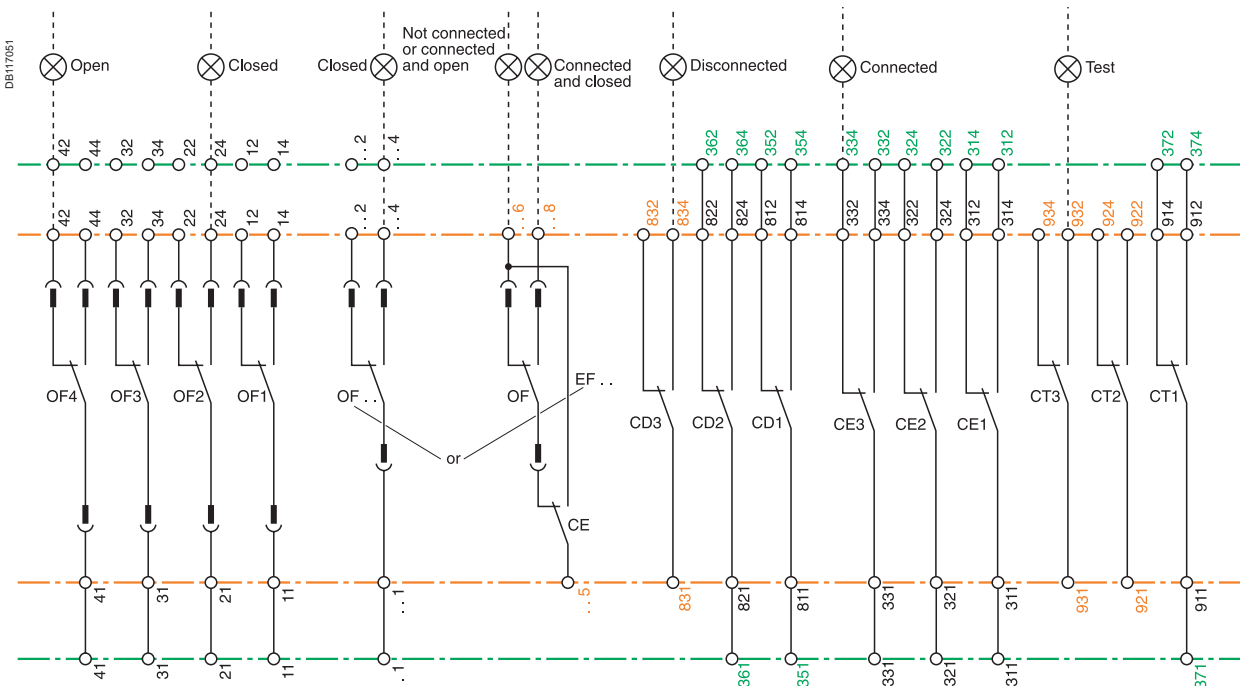 DB117051
Open
Closed
Closed
Not connected
or connected
and open
Connected
and closed
Disconnected
Connected
Test
42 44 32 34 22 24 12 14 . . 2 . . 4 362 364 352 354 334 332 324 322 314 312 372 374
42 44 32 34 22 24 12 14 . . 2 . . 4 . . 6 . . 8 832 834 822 824 812 814 332 334 322 324 312 314 934 932 924 922 914 912
OF4 OF3 OF2 OF1 OF . . OF EF . . CD3 CD2 CD1 CE3 CE2 CE1 CT3 CT2 CT1
or
CE
41 31 21 11 . . 1 . . 5 831 821 811 331 321 311 931 921 911
41 31 21 11 . . 1 361 351 331 321 311 371